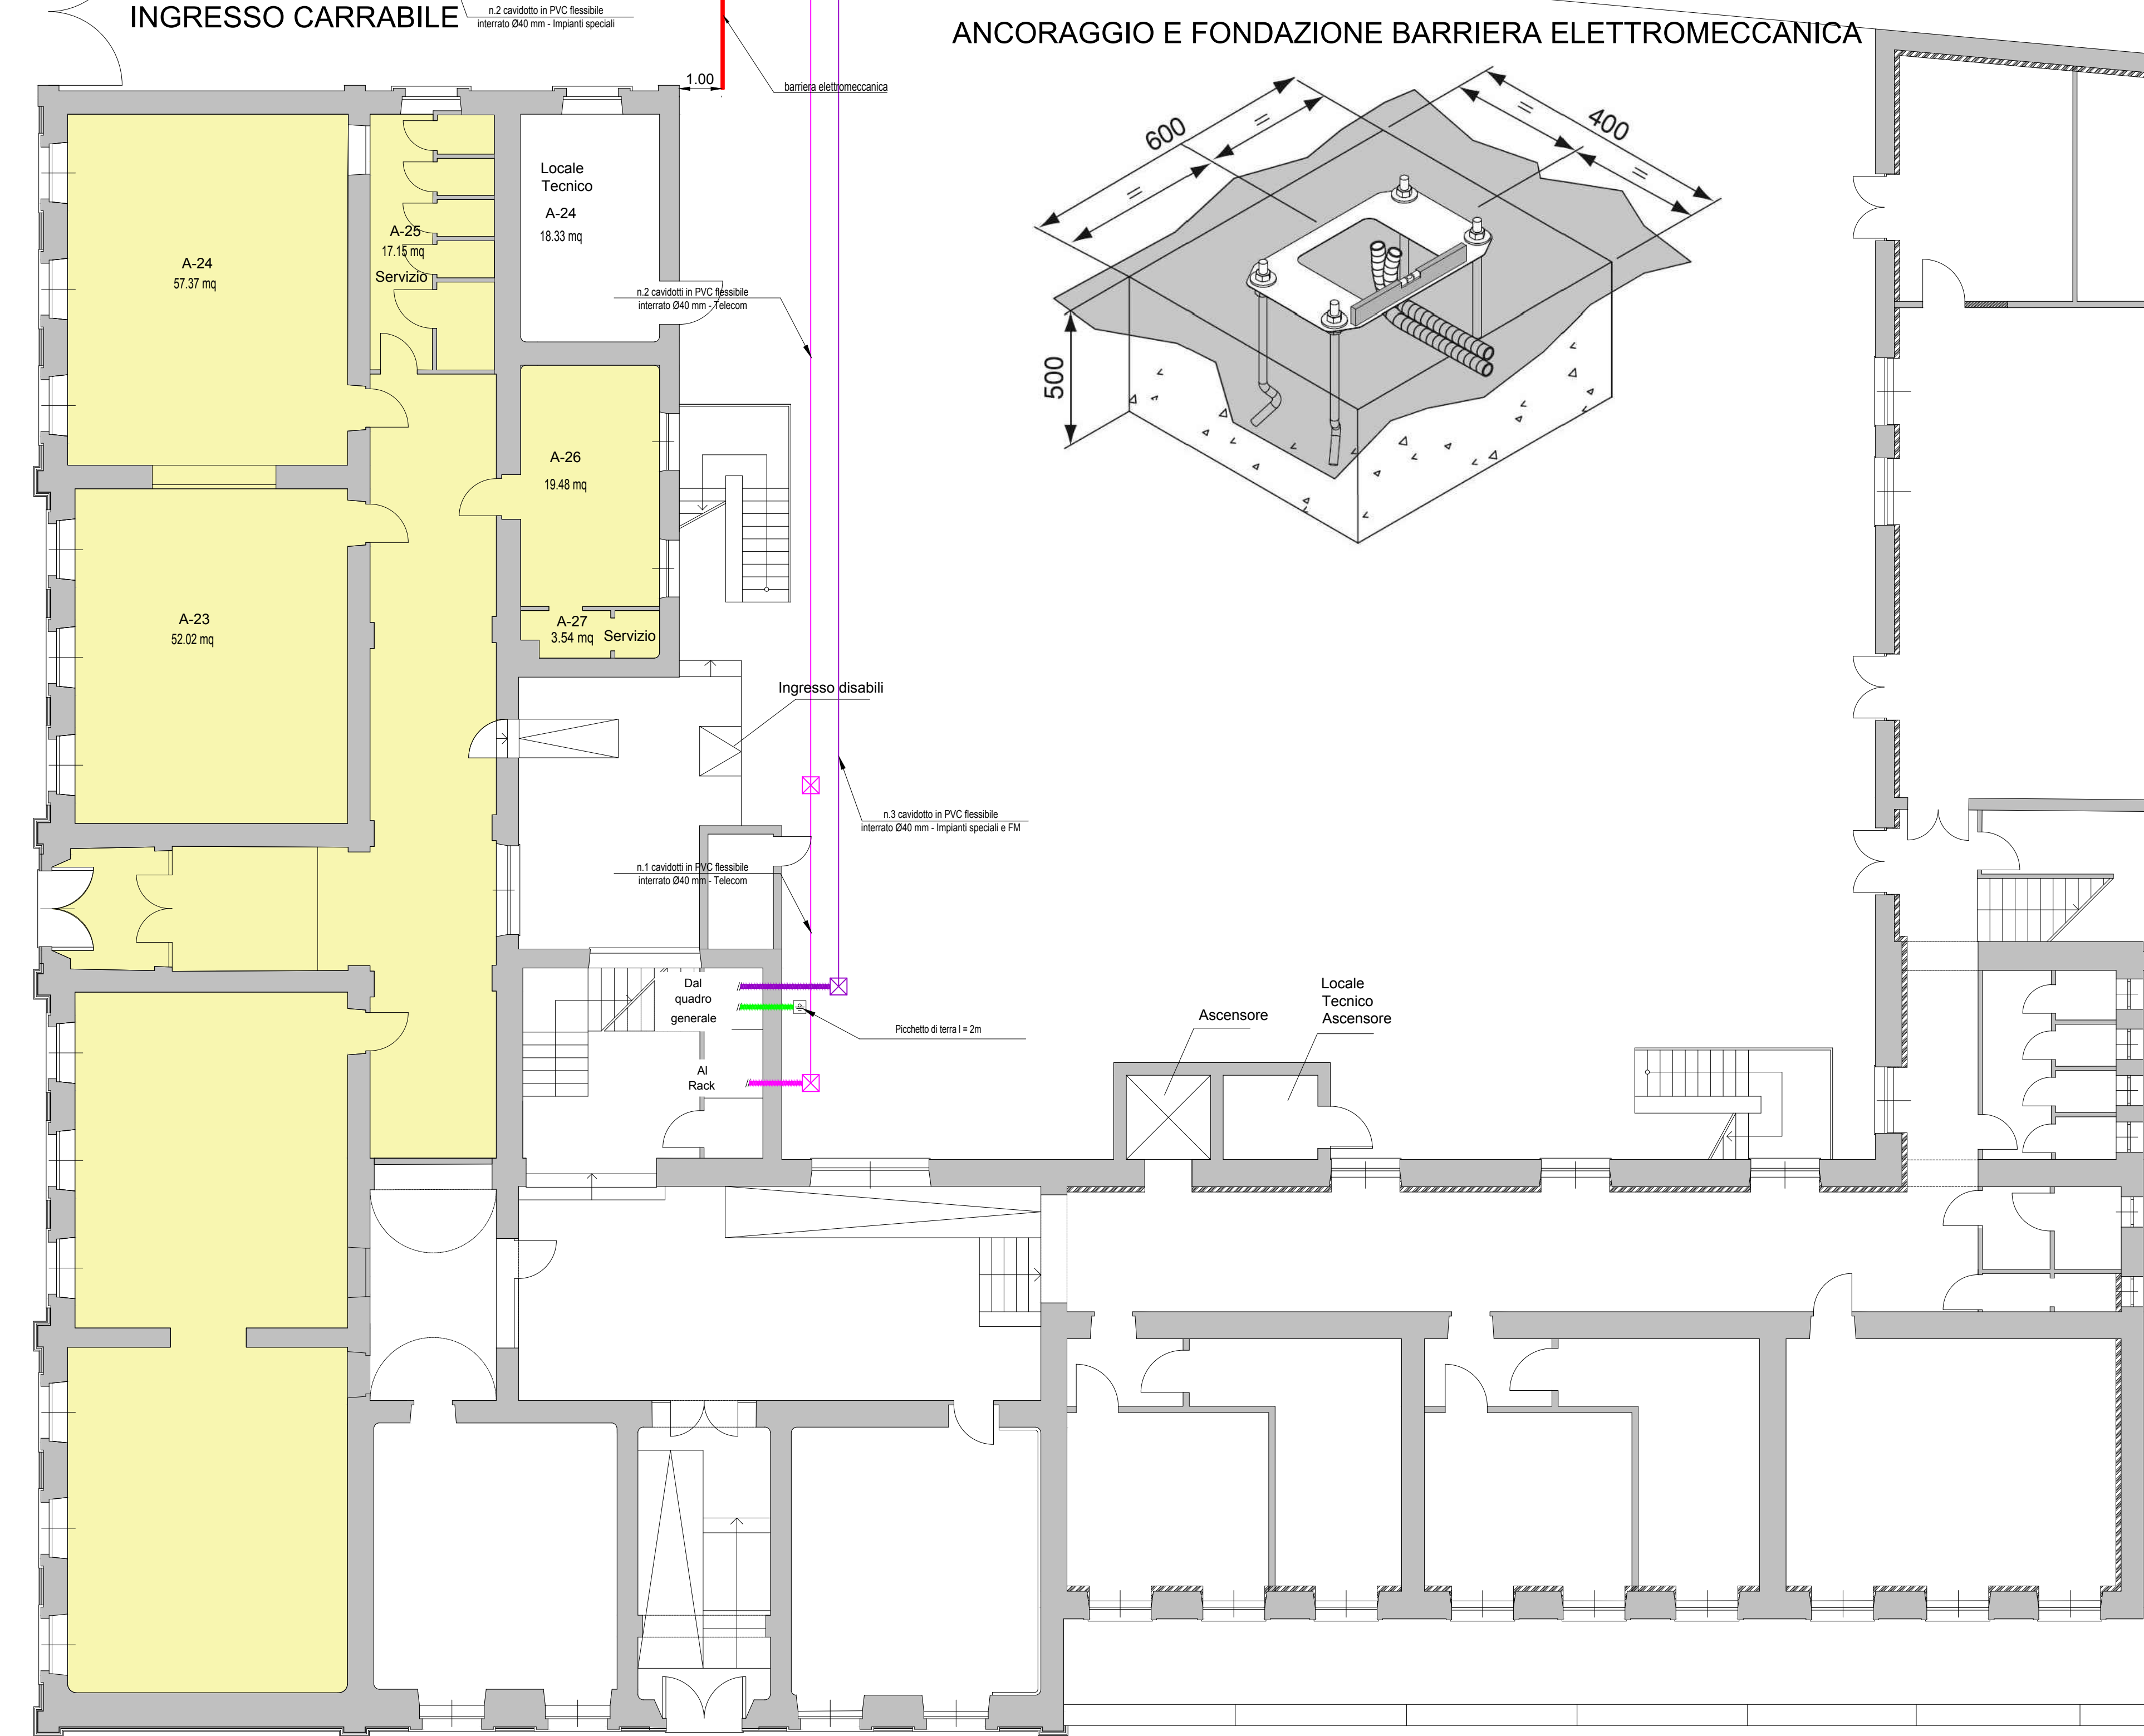 INGRESSO CARRABILE
n.2 cavidotto in PVC flessibile
interrato Ø40 mm - Impianti speciali
ANCORAGGIO E FONDAZIONE BARRIERA ELETTROMECCANICA
1.00
barriera elettromeccanica
600
=
=
400
=
=
500
Locale
Tecnico
A-24
18.33 mq
A-25
17.15 mq
Servizio
A-24
57.37 mq
n.2 cavidotti in PVC flessibile
interrato Ø40 mm - Telecom
A-26
19.48 mq
A-23
52.02 mq
A-27
3.54 mq
Servizio
Ingresso disabili
n.3 cavidotto in PVC flessibile
interrato Ø40 mm - Impianti speciali e FM
n.1 cavidotti in PVC flessibile
interrato Ø40 mm - Telecom
Dal
quadro
generale
Picchetto di terra l = 2m
Al
Rack
Ascensore
Locale
Tecnico
Ascensore